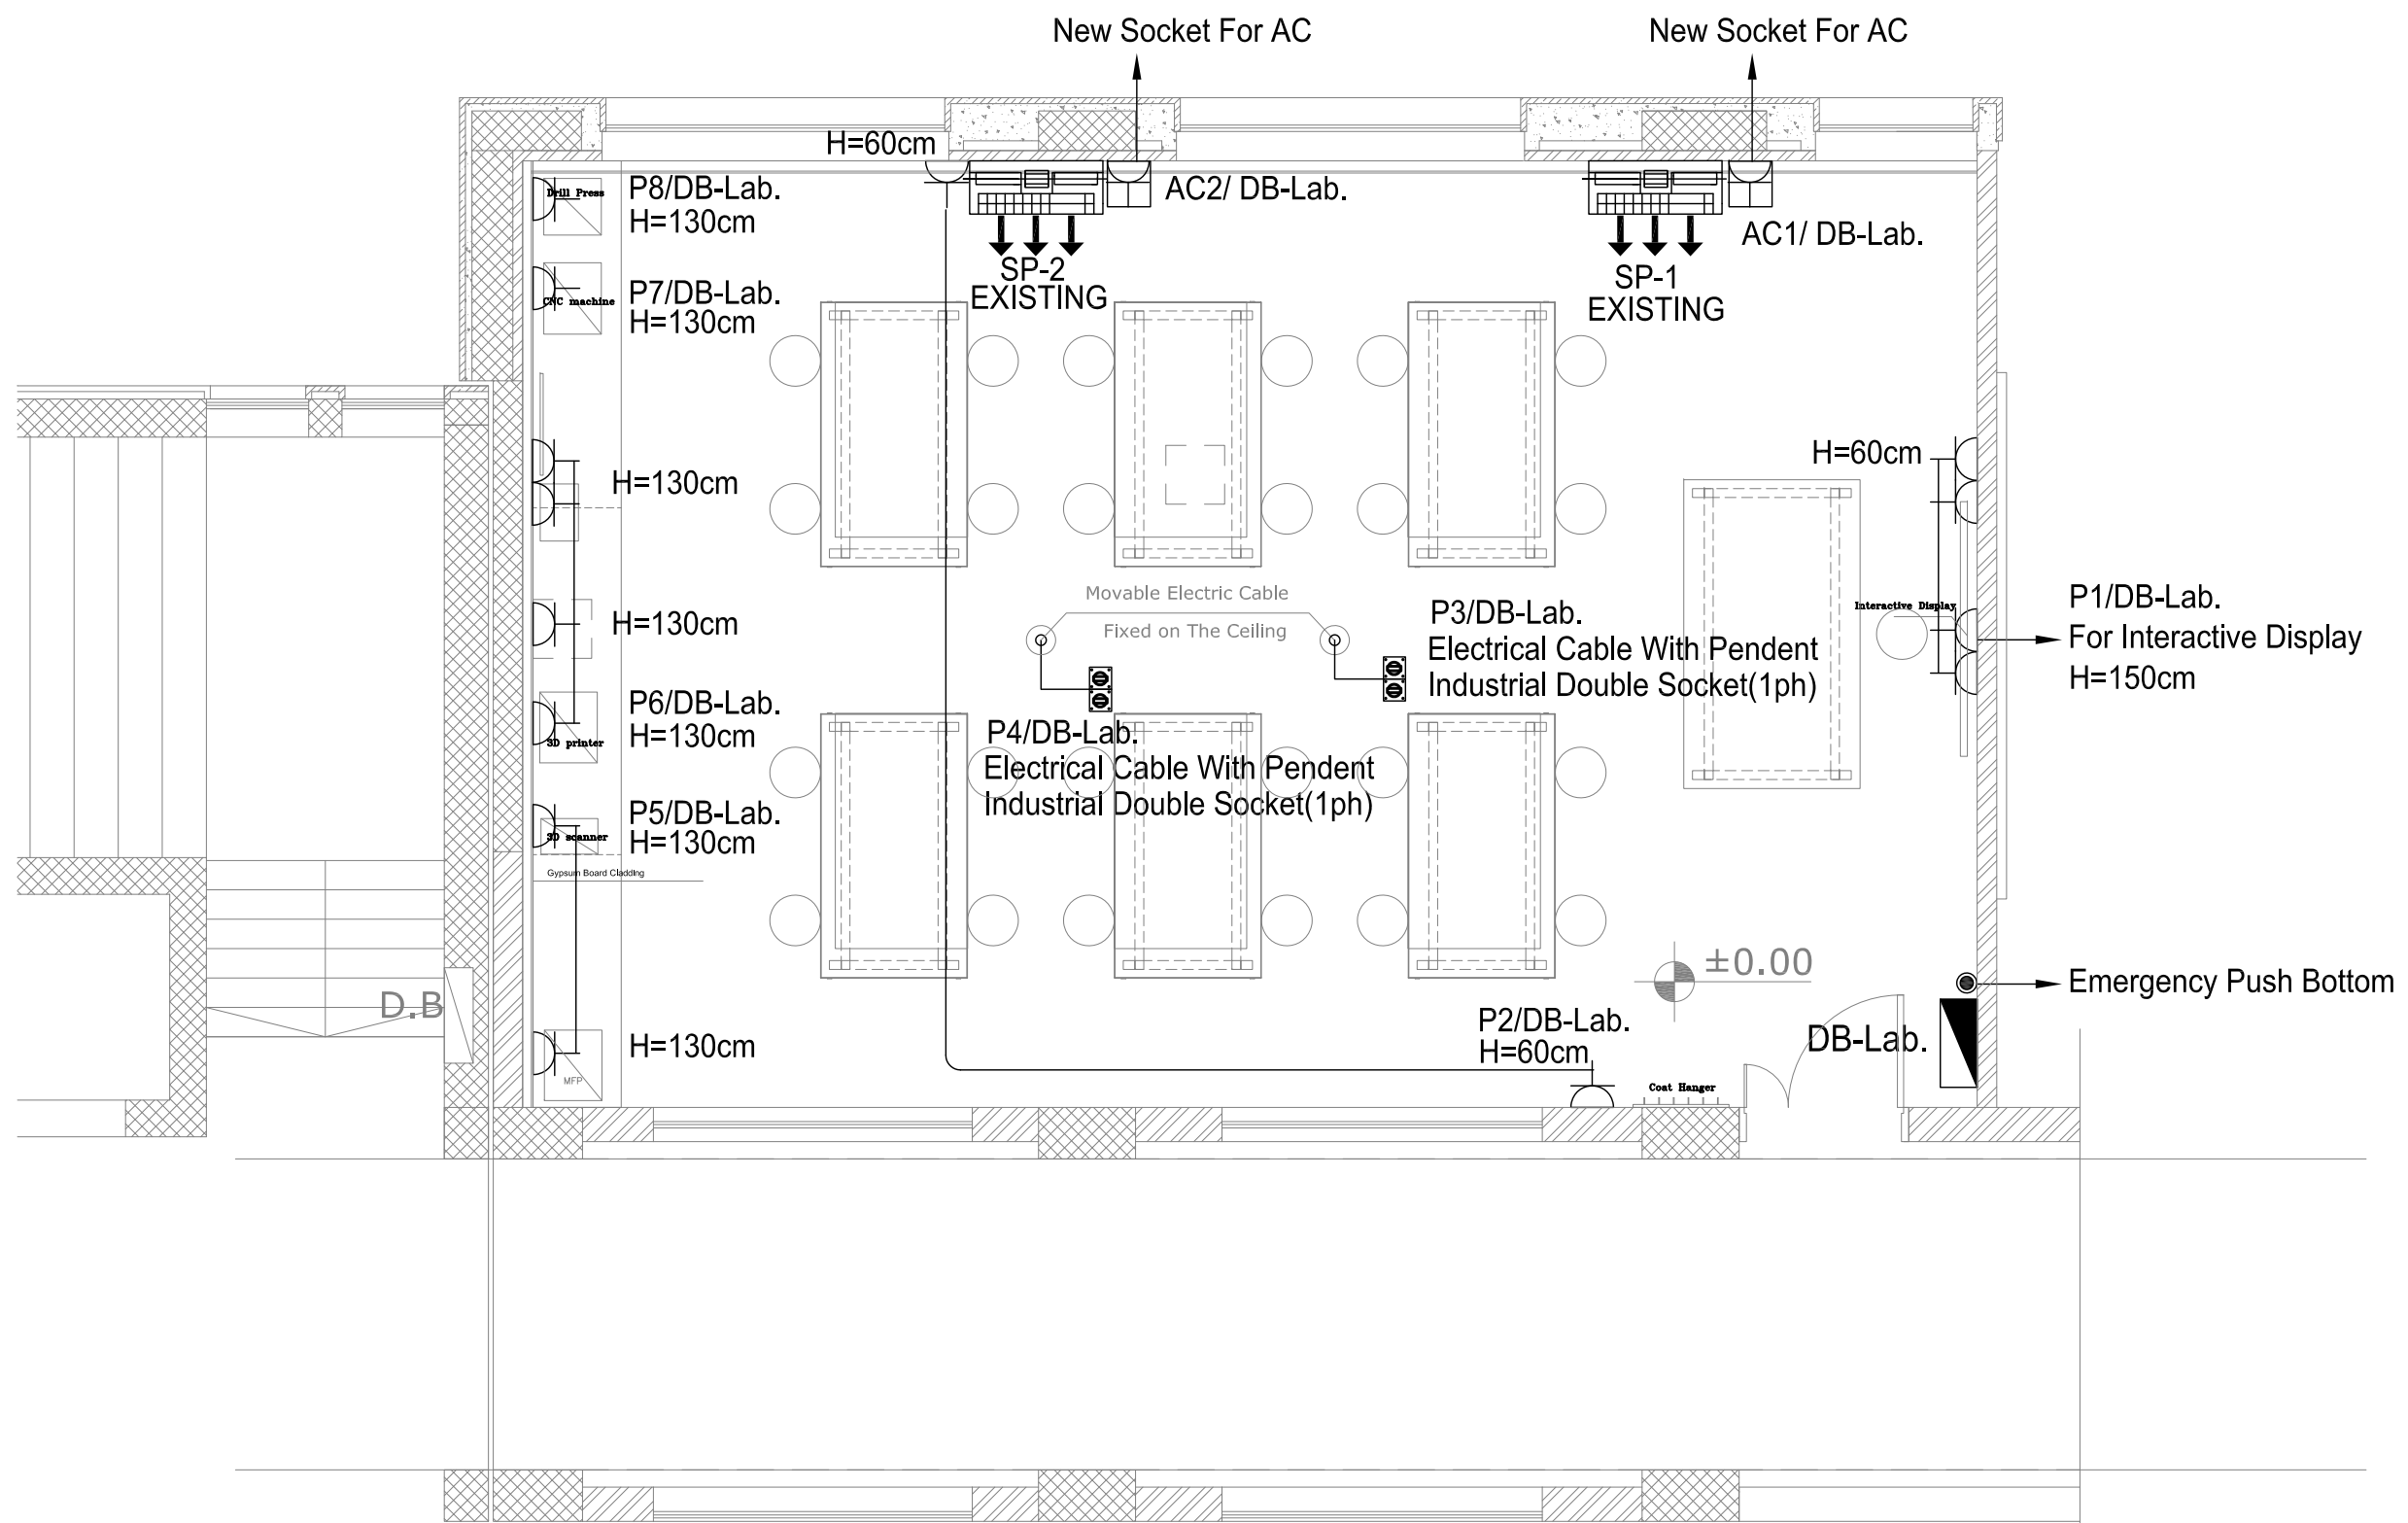 New Socket For AC
New Socket For AC
H=60cm
Drill Press
P8/DB-Lab.
H=130cm
AC2/ DB-Lab.
AC1/ DB-Lab.
SP-2
EXISTING
SP-1
EXISTING
CNC machine
P7/DB-Lab.
H=130cm
H=130cm
H=60cm
H=130cm
Movable Electric Cable
Fixed on The Ceiling
P3/DB-Lab.
Electrical Cable With Pendent
Industrial Double Socket(1ph)
Interactive Display
P1/DB-Lab.
For Interactive Display
H=150cm
P6/DB-Lab.
H=130cm
3D printer
P4/DB-Lab.
Electrical Cable With Pendent
Industrial Double Socket(1ph)
P5/DB-Lab.
H=130cm
3D scanner
Gypsum Board Cladding
±0.00
Emergency Push Bottom
D.B
P2/DB-Lab.
H=60cm
DB-Lab.
H=130cm
MFP
Coat Hanger